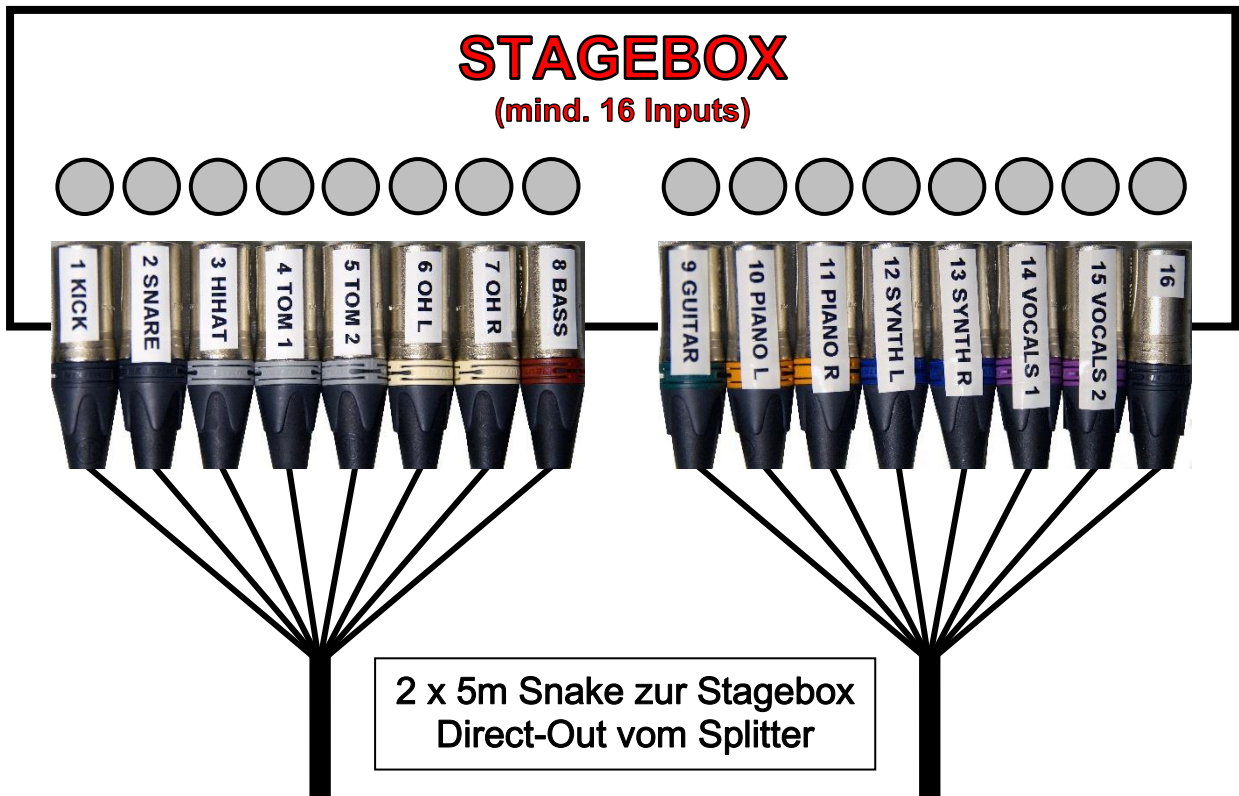 STAGEBOX
(mind. 16 Inputs)
1 KICK
2 SNARE
3 HIHAT
4 TOM 1
5 TOM 2
6 OH L
7 OH R
8 BASS
9 GUITAR
10 PIANO L
11 PIANO R
12 SYNTH L
13 SYNTH R
14 VOCALS 1
15 VOCALS 2
16
2 x 5m Snake zur Stagebox
Direct-Out vom Splitter